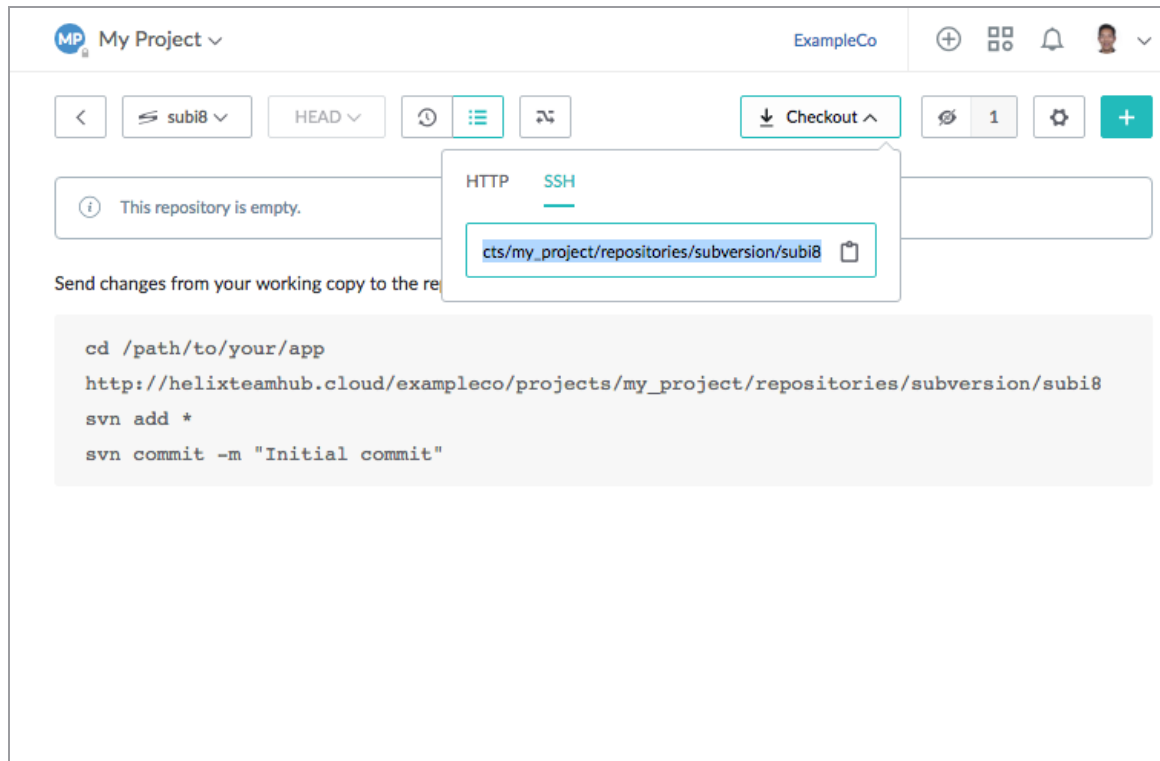 MP My Project ExampleCo
subi8 HEAD Checkout 1
HTTP SSH
This repository is empty.
cts/my_project/repositories/subversion/subi8
Send changes from your working copy to the re
cd /path/to/your/app
http://helixteamhub.cloud/exampleco/projects/my_project/repositories/subversion/subi8
svn add *
svn commit -m "Initial commit"